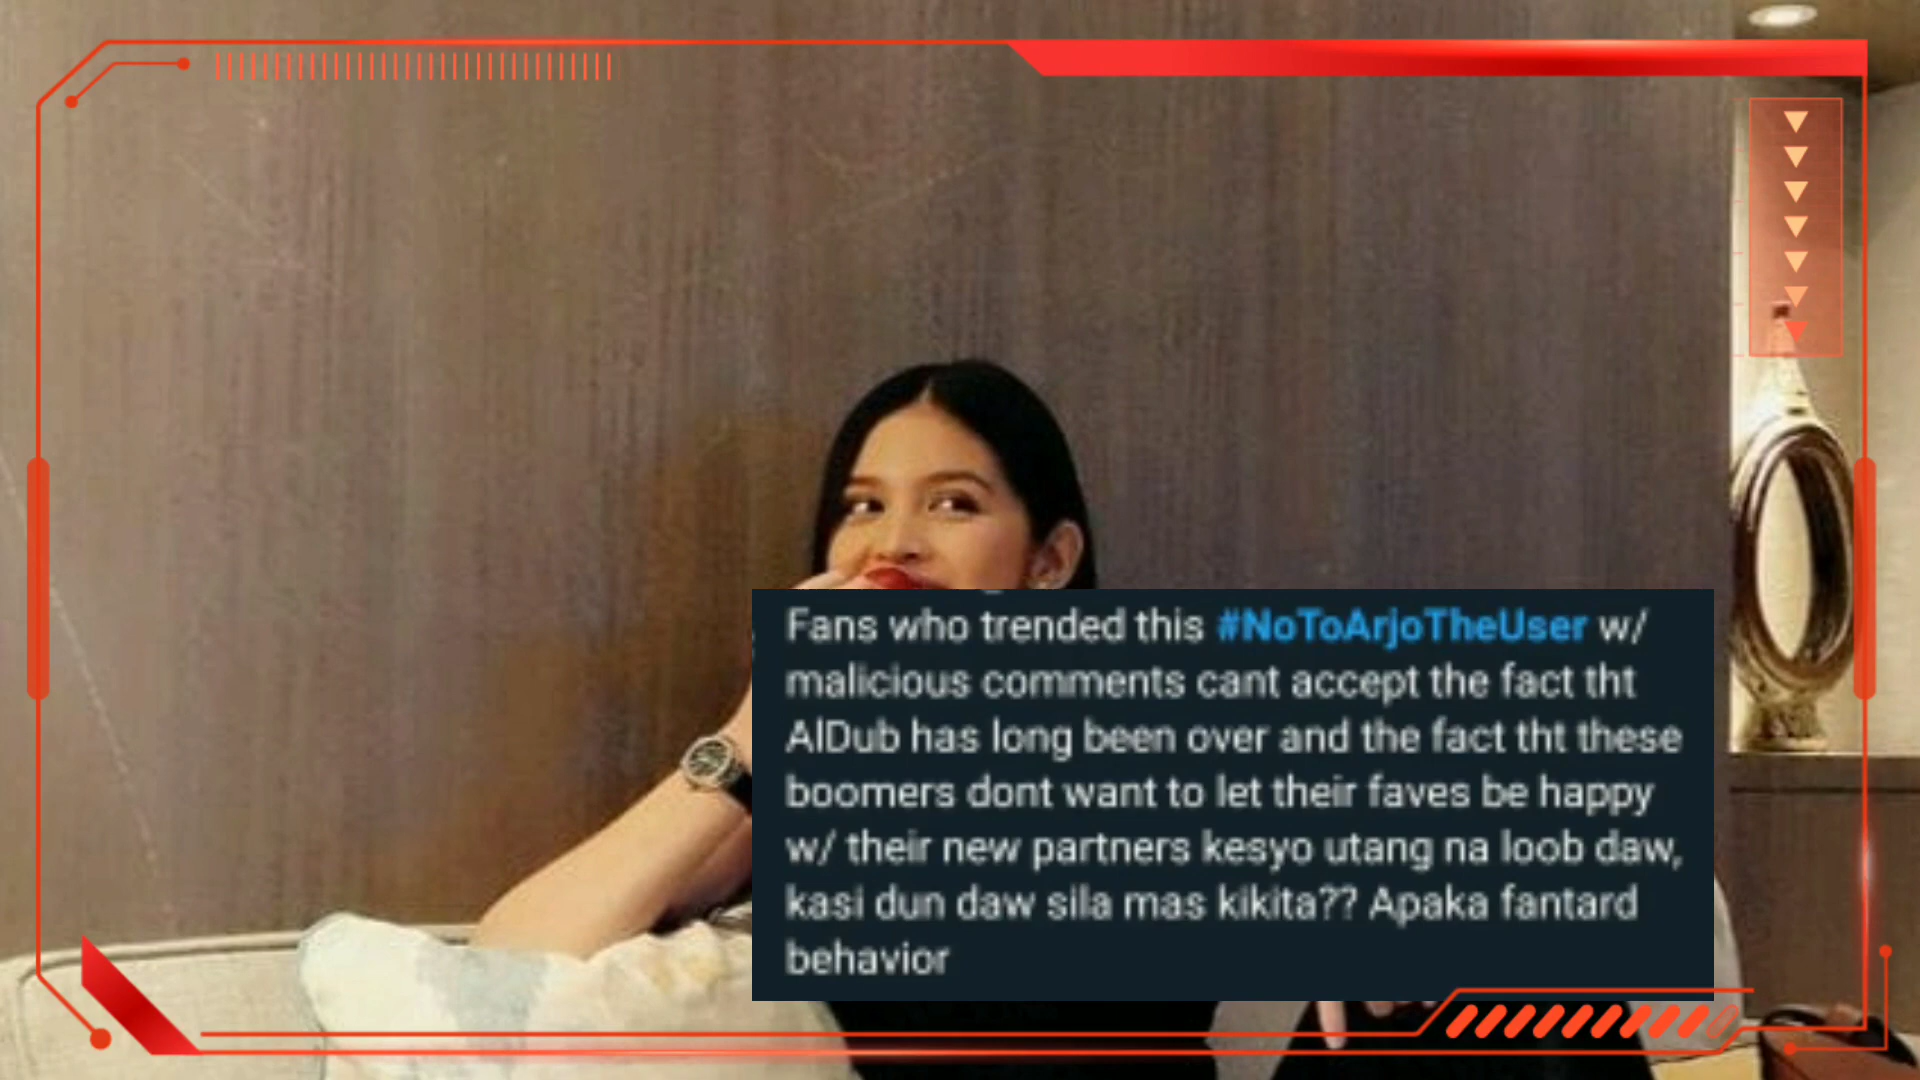 Fans who trended this #NoToArjoTheUser w/
malicious comments cant accept the fact tht
AlDub has long been over and the fact tht these
boomers dont want to let their faves be happy
w/ their new partners kesyo utang na loob daw,
kasi dun daw sila mas kikita?? Apaka fantard
behavior